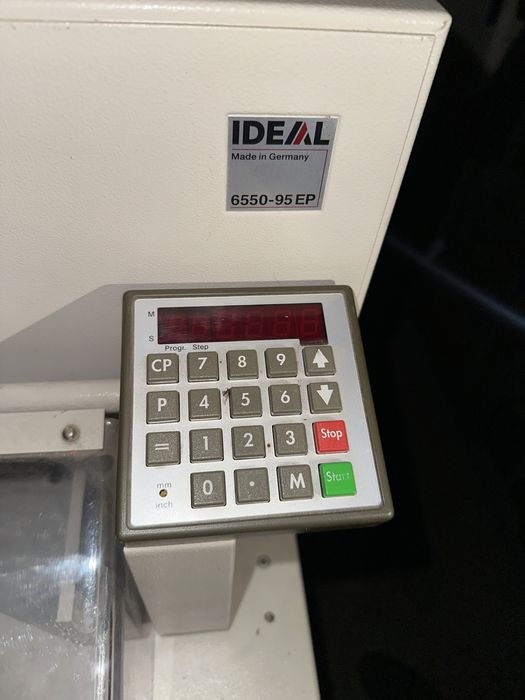 IDEAL
Made in Germany
6550-95 EP
M
S
Progr. Step
CP 7 8 9
P 4 5 6
= 1 2 3 Stop
mm
inch
0 . M Start